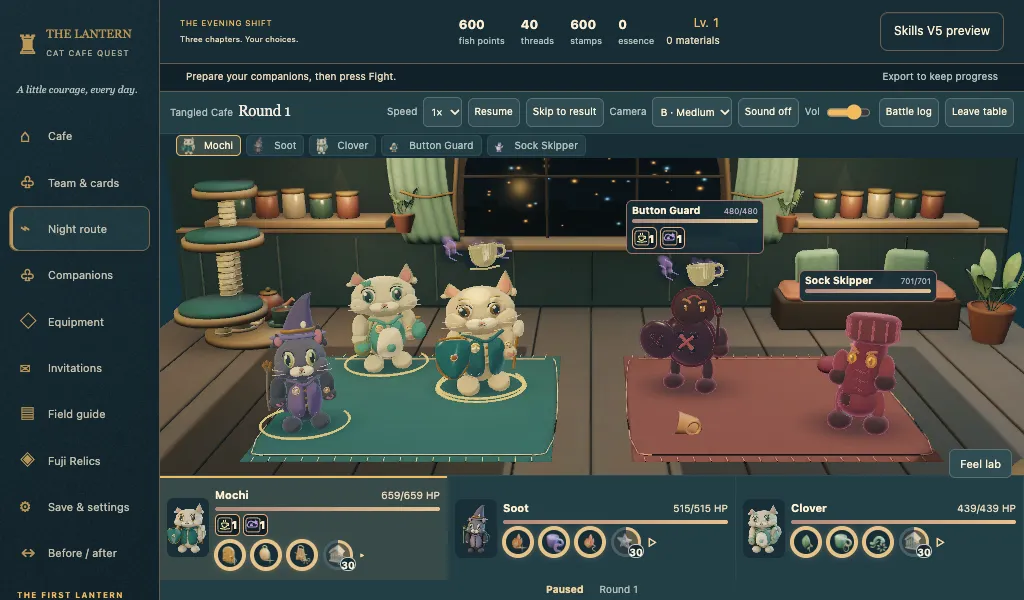 THE LANTERN
CAT CAFE QUEST
A little courage, every day.
Cafe
Team & cards
Night route
Companions
Equipment
Invitations
Field guide
Fuji Relics
Save & settings
Before / after
THE FIRST LANTERN
THE EVENING SHIFT
Three chapters. Your choices.
600 fish points
40 threads
600 stamps
0 essence
Lv. 1
0 materials
Skills V5 preview
Prepare your companions, then press Fight.
Export to keep progress
Tangled Cafe Round 1
Speed 1x Resume Skip to result Camera B · Medium Sound off Vol Battle log Leave table
Mochi Soot Clover Button Guard Sock Skipper
Button Guard 480/480
1 1
Sock Skipper 701/701
Feel lab
Mochi 659/659 HP
1 1
30
Soot 515/515 HP
30
Clover 439/439 HP
30
Paused Round 1